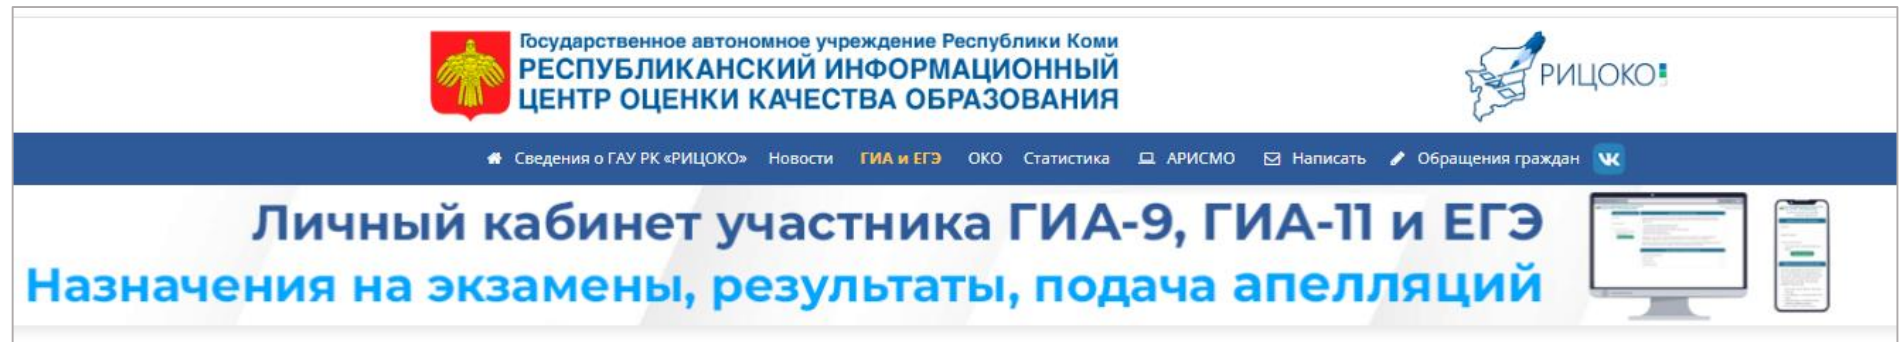 Государственное автономное учреждение Республики Коми
РЕСПУБЛИКАНСКИЙ ИНФОРМАЦИОННЫЙ
ЦЕНТР ОЦЕНКИ КАЧЕСТВА ОБРАЗОВАНИЯ
РИЦОКО
Сведения о ГАУ РК «РИЦОКО» Новости ГИА и ЕГЭ ОКО Статистика АРИСМО Написать Обращения граждан
Личный кабинет участника ГИА-9, ГИА-11 и ЕГЭ
Назначения на экзамены, результаты, подача апелляций